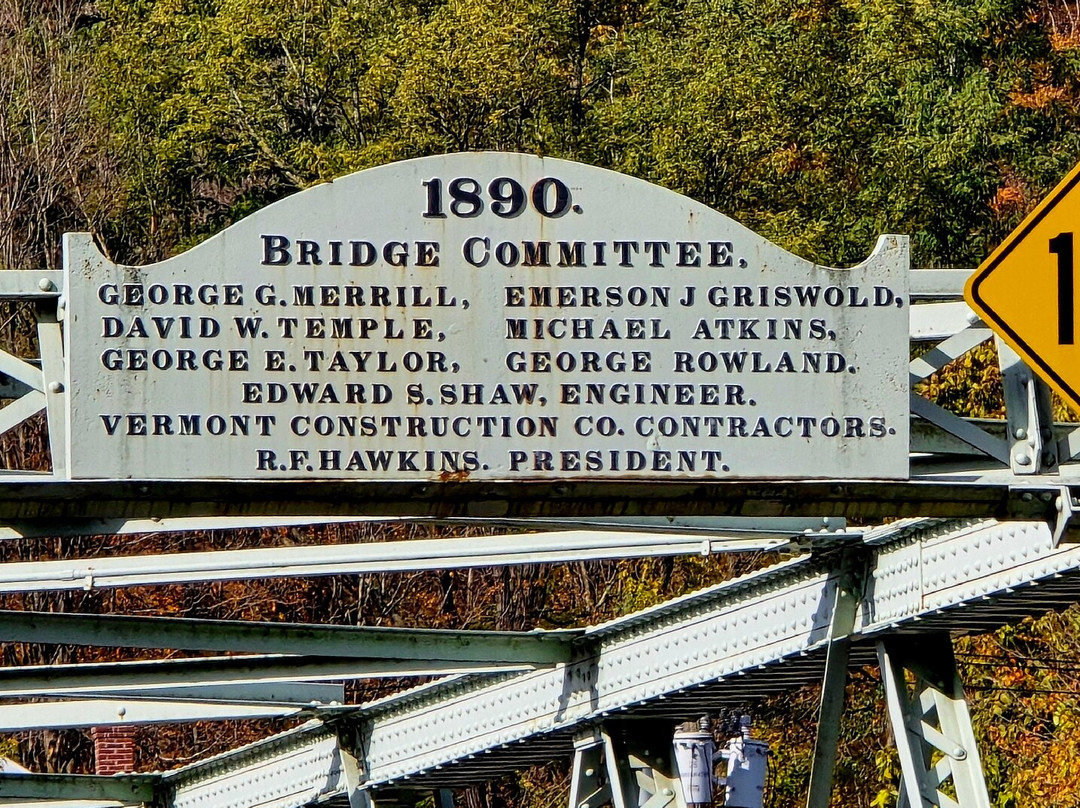 1890.
BRIDGE COMMITTEE,
GEORGE G. MERRILL, EMERSON J GRISWOLD,
DAVID W. TEMPLE, MICHAEL ATKINS,
GEORGE E. TAYLOR, GEORGE ROWLAND.
EDWARD S. SHAW, ENGINEER.
VERMONT CONSTRUCTION CO. CONTRACTORS.
R.F. HAWKINS. PRESIDENT.
1